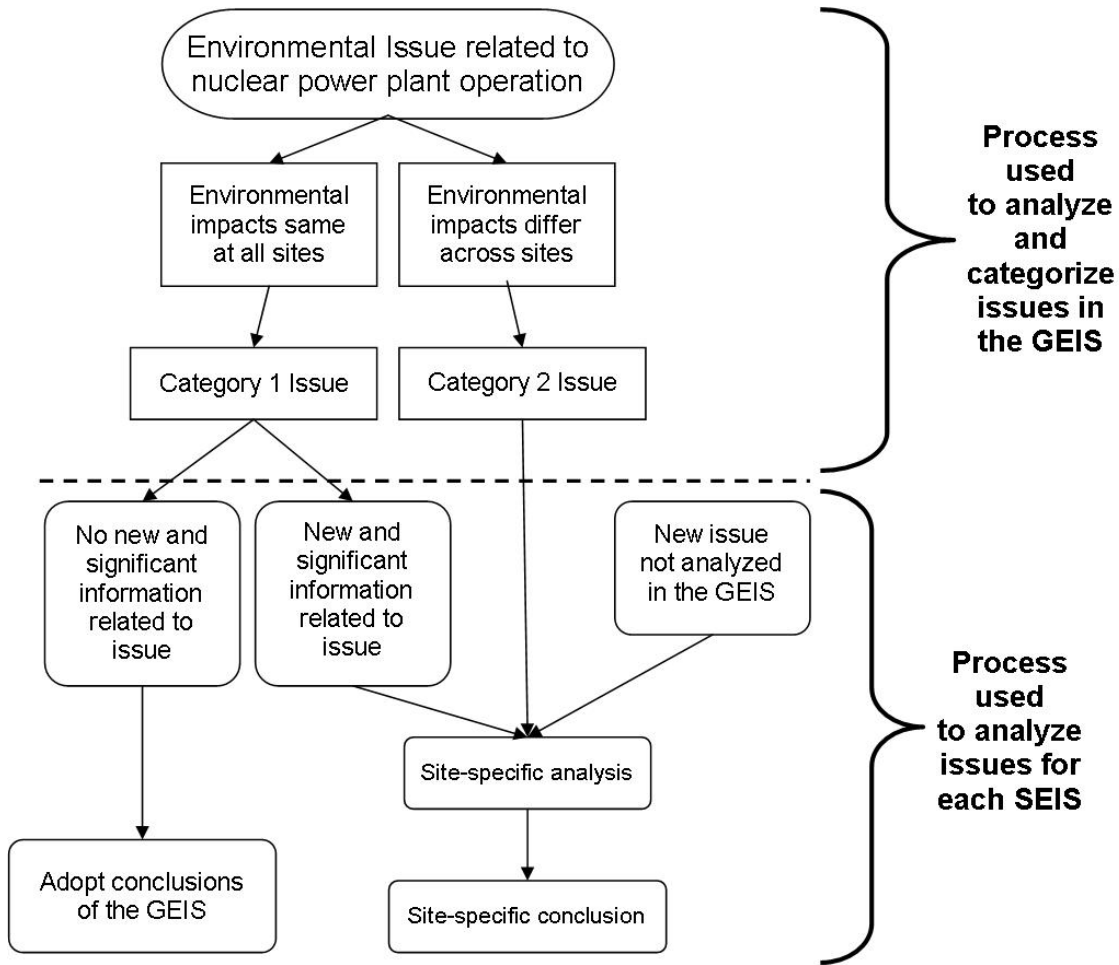 Environmental Issue related to
nuclear power plant operation
Environmental
impacts same
at all sites
Environmental
impacts differ
across sites
Category 1 Issue
Category 2 Issue
Process
used
to analyze
and
categorize
issues in
the GEIS
No new and
significant
information
related to
issue
New and
significant
information
related to
issue
New issue
not analyzed
in the GEIS
Site-specific analysis
Adopt conclusions
of the GEIS
Site-specific conclusion
Process
used
to analyze
issues for
each SEIS